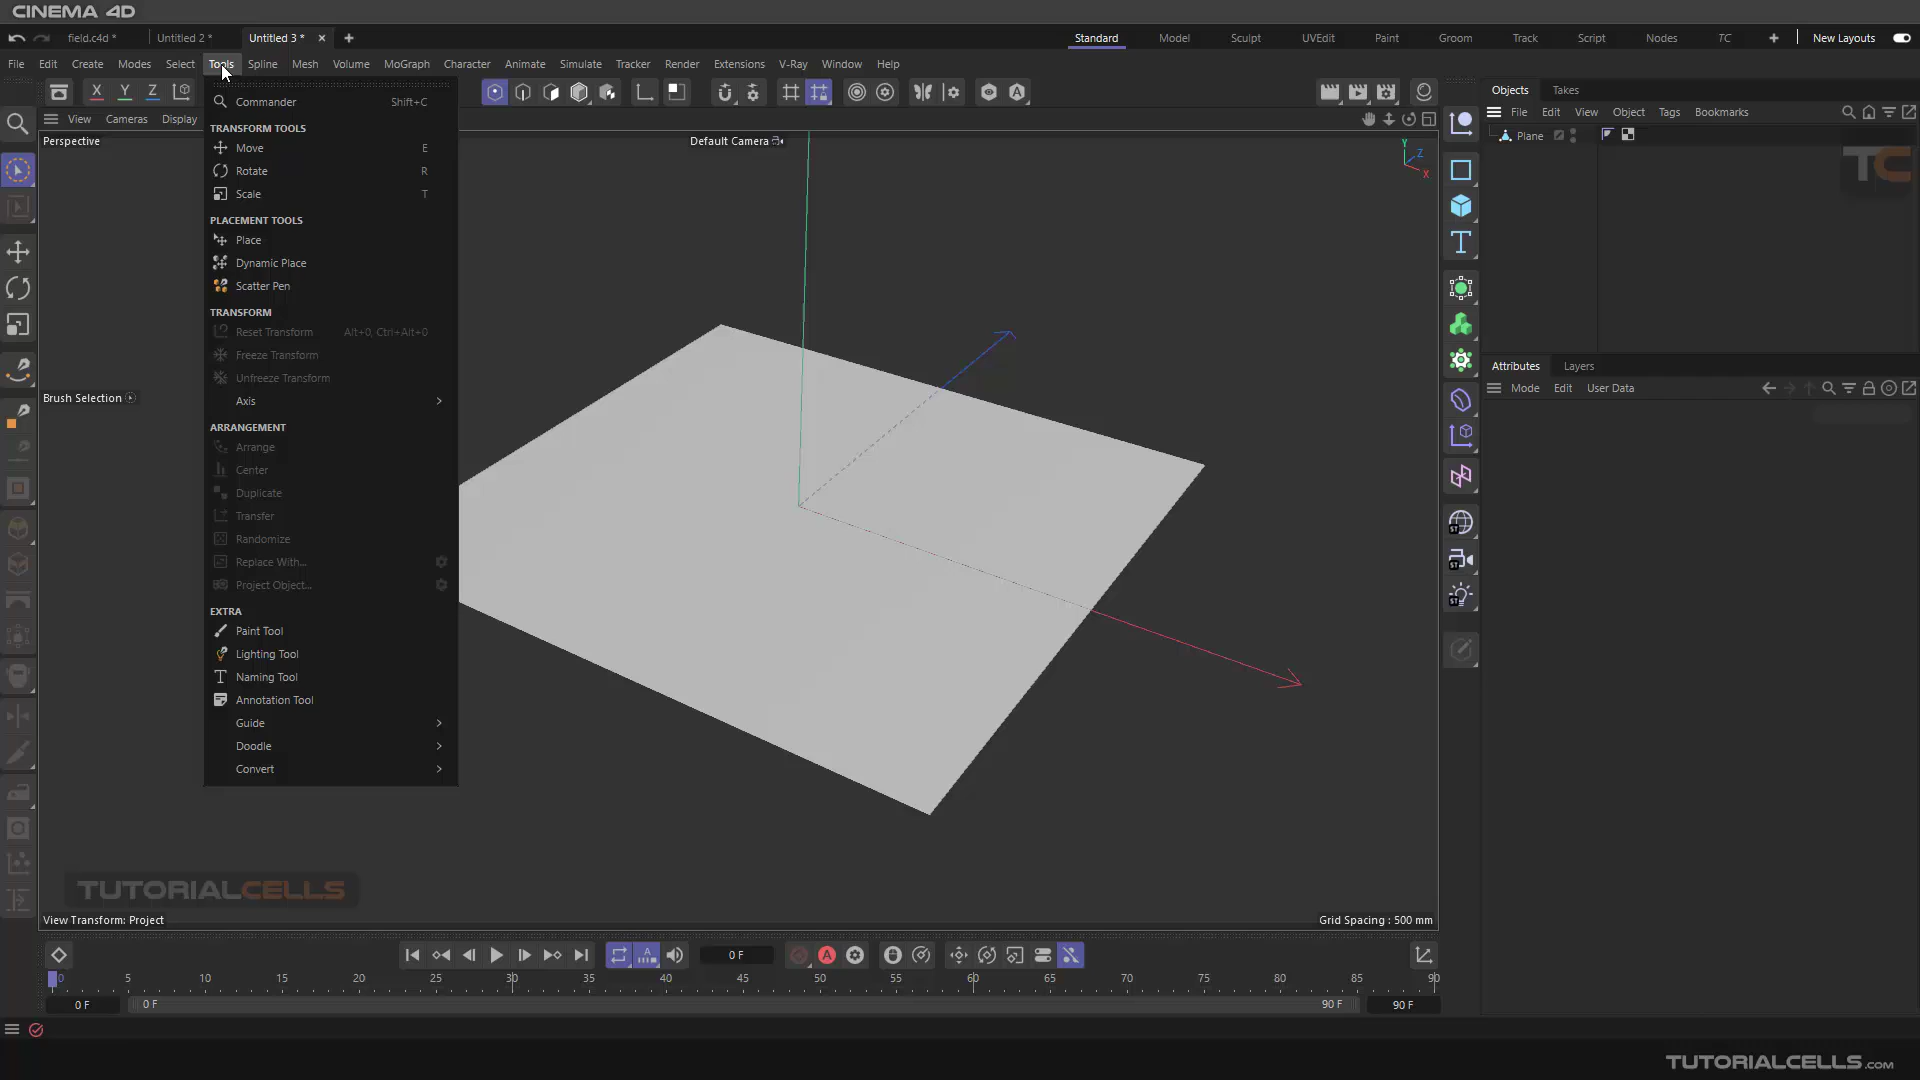 CINEMA 4D
field.c4d *
Untitled 2 *
Untitled 3 *
Standard
Model
Sculpt
UVEdit
Paint
Groom
Track
Script
Nodes
TC
New Layouts
File
Edit
Create
Modes
Select
Tools
Spline
Mesh
Volume
MoGraph
Character
Animate
Simulate
Tracker
Render
Extensions
V-Ray
Window
Help
X
Y
Z
View
Cameras
Display
Perspective
Default Camera
Y
Z
X
Commander Shift+C
TRANSFORM TOOLS
Move E
Rotate R
Scale T
PLACEMENT TOOLS
Place
Dynamic Place
Scatter Pen
TRANSFORM
Reset Transform Alt+0, Ctrl+Alt+0
Freeze Transform
Unfreeze Transform
Axis
ARRANGEMENT
Arrange
Center
Duplicate
Transfer
Randomize
Replace With...
Project Object...
EXTRA
Paint Tool
Lighting Tool
Naming Tool
Annotation Tool
Guide
Doodle
Convert
Brush Selection
Objects
Takes
File
Edit
View
Object
Tags
Bookmarks
Plane
TC
Attributes
Layers
Mode
Edit
User Data
ST
ST
ST
TUTORIALCELLS
View Transform: Project
Grid Spacing : 500 mm
0 F
0 5 10 15 20 25 30 35 40 45 50 55 60 65 70 75 80 85 90
0 F
0 F
90 F
90 F
TUTORIALCELLS.com